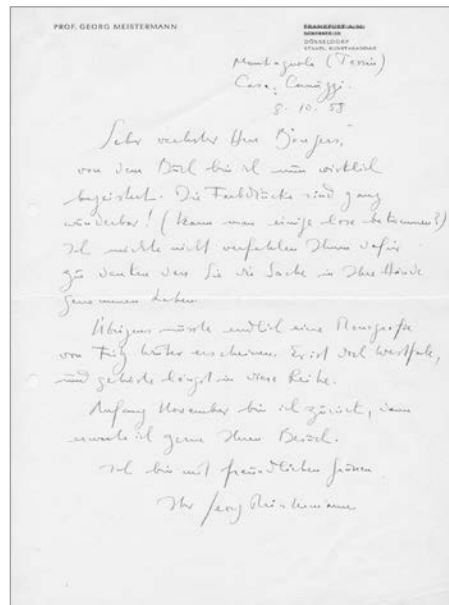 PROF. GEORG MEISTERMANN
FRANKFURT A. M.
DÜSSELDORF
STAATL. KUNSTAKADEMIE
Montagnola (Tessin)
Casa Camuzzi.
8. 10. 58
Sehr verehrter Herr Bönges,
von dem Buch bin ich nun wirklich
begeistert. Die Farbdrucke sind ganz
wunderbar! (Kann man einige lose bekommen?)
Ich möchte nicht verfehlen Ihnen dafür
zu danken dass Sie die Sache in Ihre Hände
genommen haben.
Übrigens müsste endlich eine Monografie
von Fritz Winter erscheinen. Er ist doch Westfale,
und gehörte längst in diese Reihe.
Anfang November bin ich zurück, dann
erwarte ich gerne Ihren Besuch.
Ich bin mit freundlichen Grüssen
Ihr Georg Meistermann